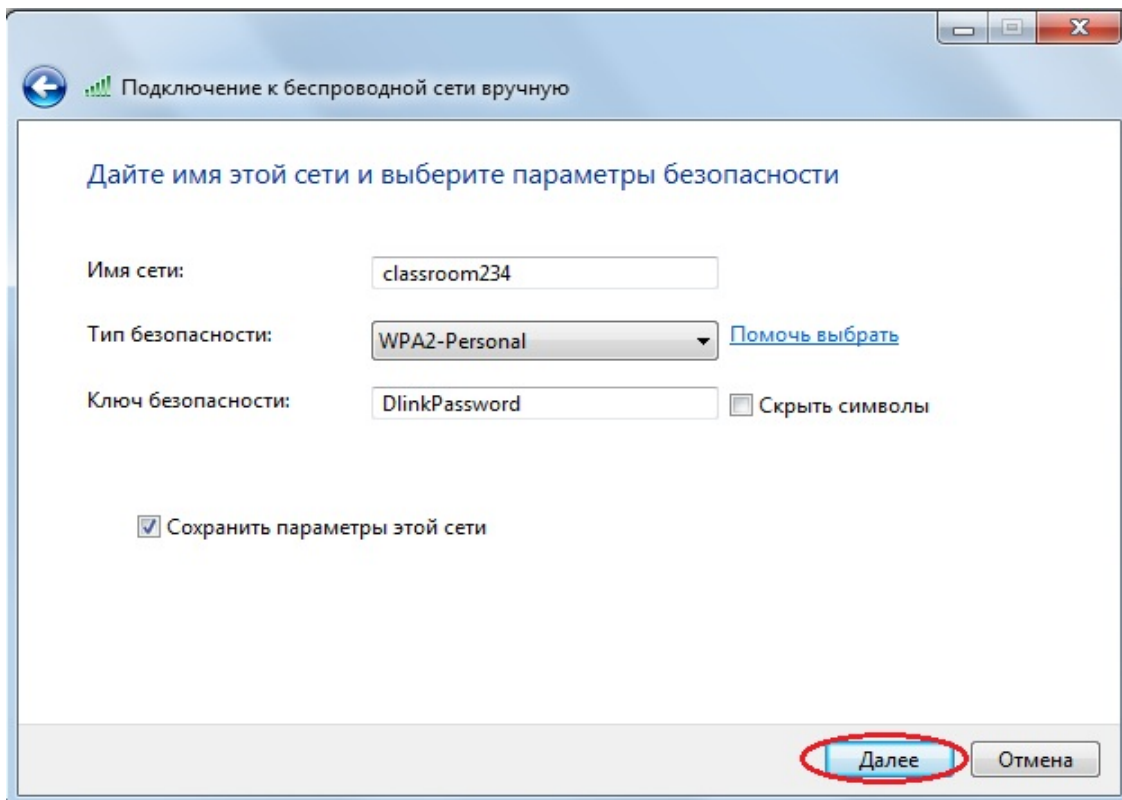 Подключение к беспроводной сети вручную
Дайте имя этой сети и выберите параметры безопасности
Имя сети: classroom234
Тип безопасности: WPA2-Personal Помочь выбрать
Ключ безопасности: DlinkPassword Скрыть символы
Сохранить параметры этой сети
Далее Отмена